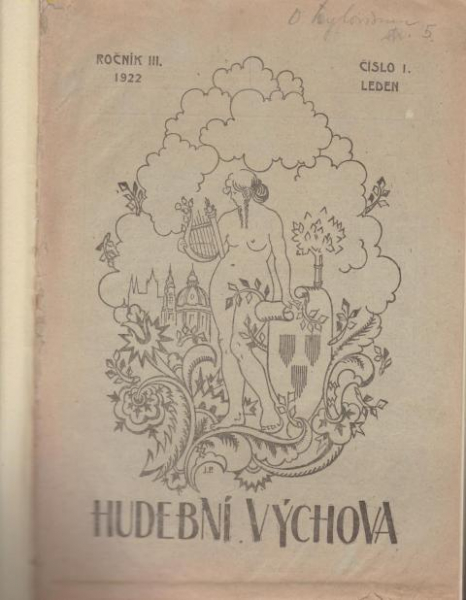 ROČNÍK III.
1922
ČÍSLO 1.
LEDEN
HUDEBNÍ VÝCHOVA